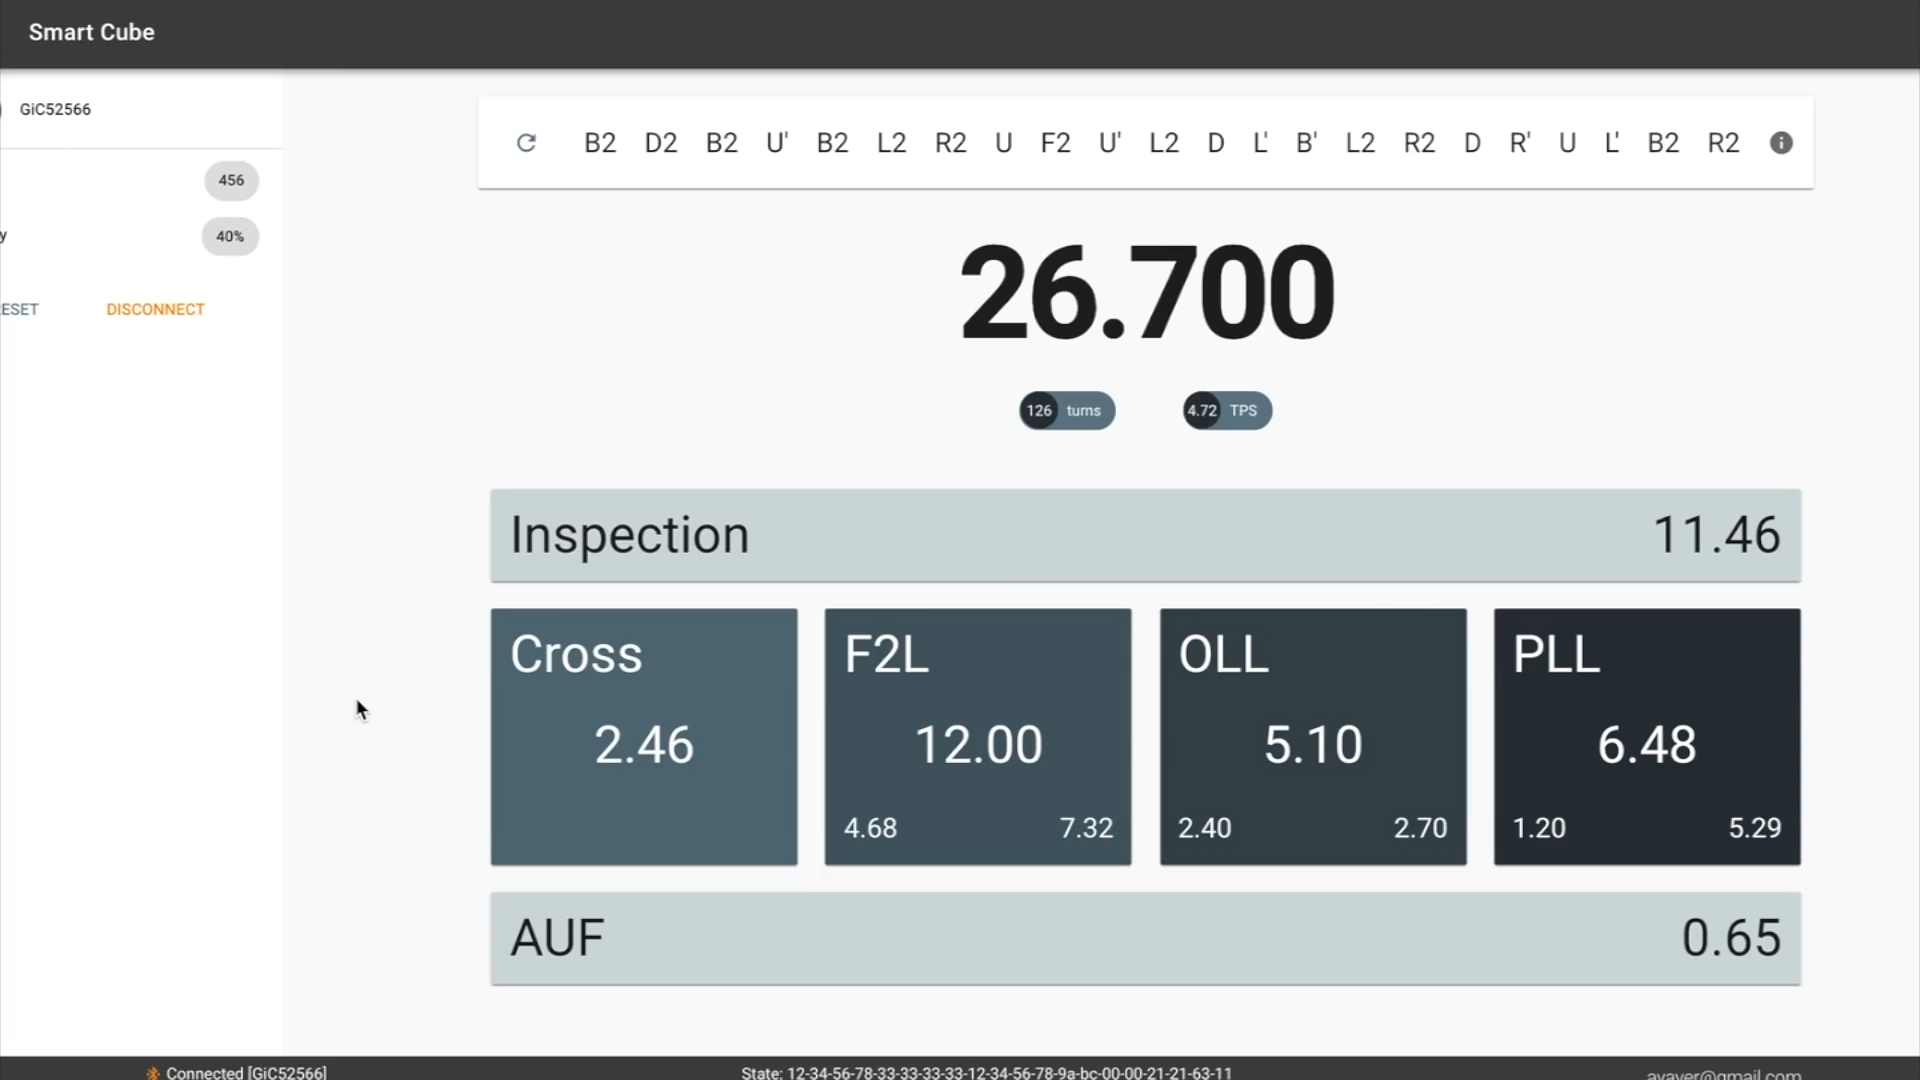 Smart Cube
GiC52566
456
y 40%
ESET DISCONNECT
B2 D2 B2 U' B2 L2 R2 U F2 U' L2 D L' B' L2 R2 D R' U L' B2 R2
26.700
126 turns 4.72 TPS
Inspection 11.46
Cross F2L OLL PLL
2.46 12.00 5.10 6.48
4.68 7.32 2.40 2.70 1.20 5.29
AUF 0.65
Connected [GiC52566] State: 12-34-56-78-33-33-33-33-12-34-56-78-9a-bc-00-00-21-21-63-11